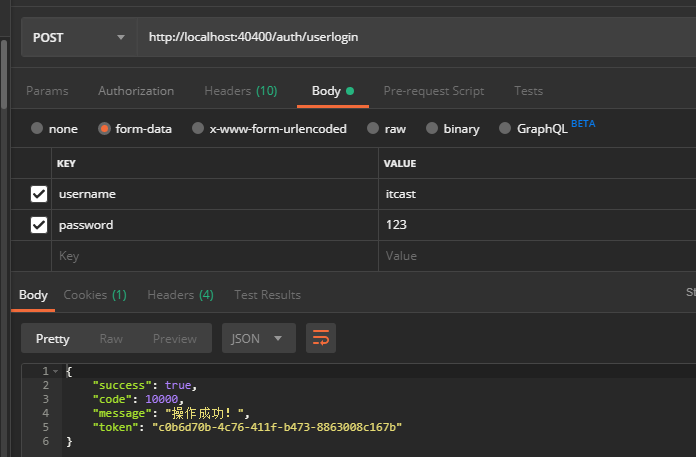 POST http://localhost:40400/auth/userlogin
Params Authorization Headers (10) Body Pre-request Script Tests
none form-data x-www-form-urlencoded raw binary GraphQL BETA
KEY VALUE
username itcast
password 123
Key Value
Body Cookies (1) Headers (4) Test Results St
Pretty Raw Preview JSON
1 {
2 "success": true,
3 "code": 10000,
4 "message": "操作成功! ",
5 "token": "c0b6d70b-4c76-411f-b473-8863008c167b"
6 }